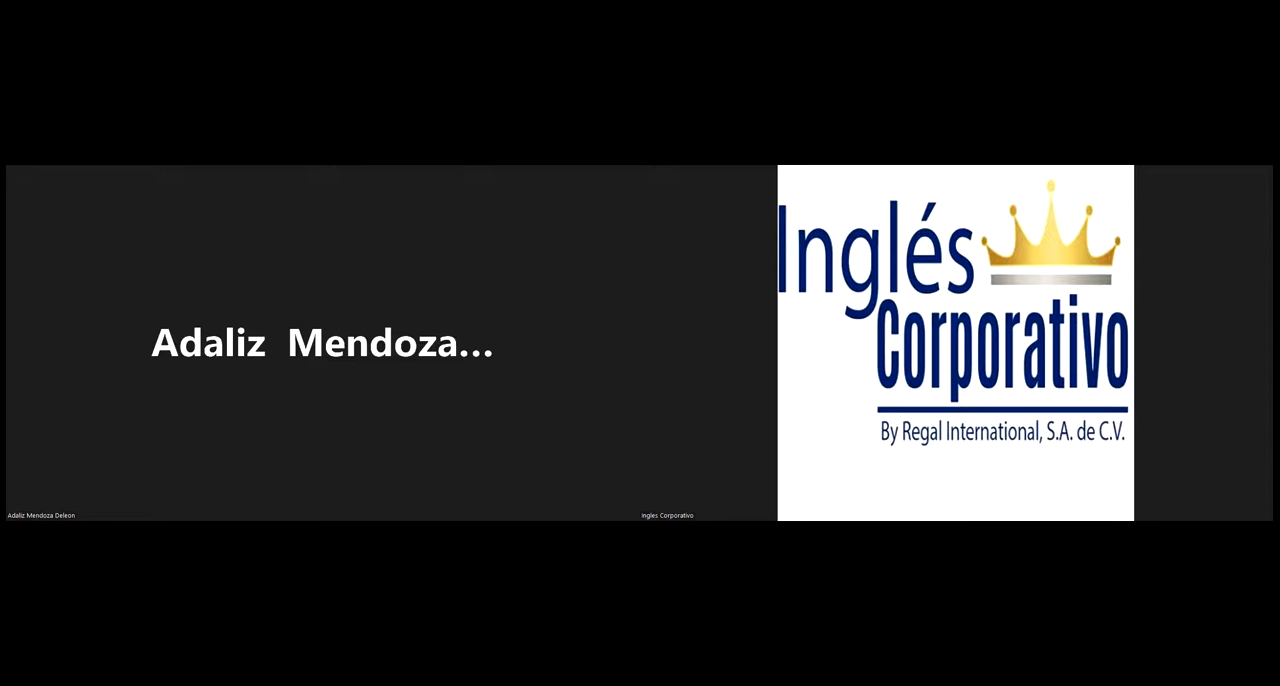 Adaliz Mendoza...
Inglés
Corporativo
By Regal International, S.A. de C.V.
Adaliz Mendoza Deleon
Ingles Corporativo